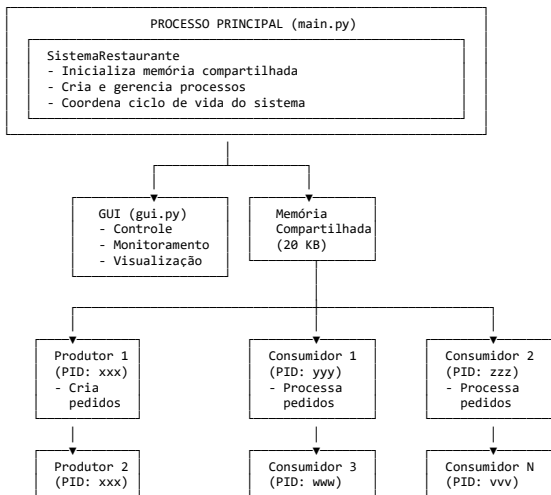 PROCESSO PRINCIPAL (main.py)
SistemaRestaurante
- Inicializa memória compartilhada
- Cria e gerencia processos
- Coordena ciclo de vida do sistema
GUI (gui.py)
- Controle
- Monitoramento
- Visualização
Memória
Compartilhada
(20 KB)
Produtor 1
(PID: xxx)
- Cria
pedidos
Consumidor 1
(PID: yyy)
- Processa
pedidos
Consumidor 2
(PID: zzz)
- Processa
pedidos
Produtor 2
(PID: xxx)
Consumidor 3
(PID: www)
Consumidor N
(PID: vvv)